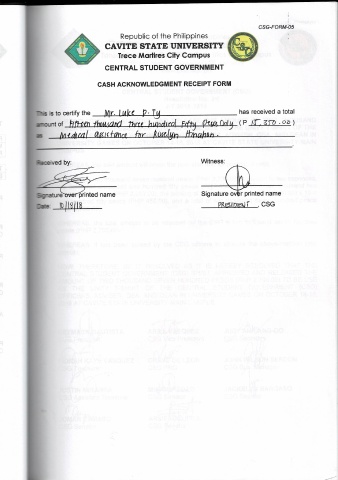 CSG-FORM-05
Republic of the Philippines
CAVITE STATE UNIVERSITY
Trece Martires City Campus
CENTRAL STUDENT GOVERNMENT
CASH ACKNOWLEDGMENT RECEIPT FORM
This is to certify the Mr. Luke P. Ty has received a total
amount of fifteen thousand three hundred Fifty Pesos Only (P 15,350.00)
as Medical assistance for Roselyn
Received by:
Witness:
Signature over printed name
Signature over printed name
Date: 10/19/18
PRESIDENT, CSG